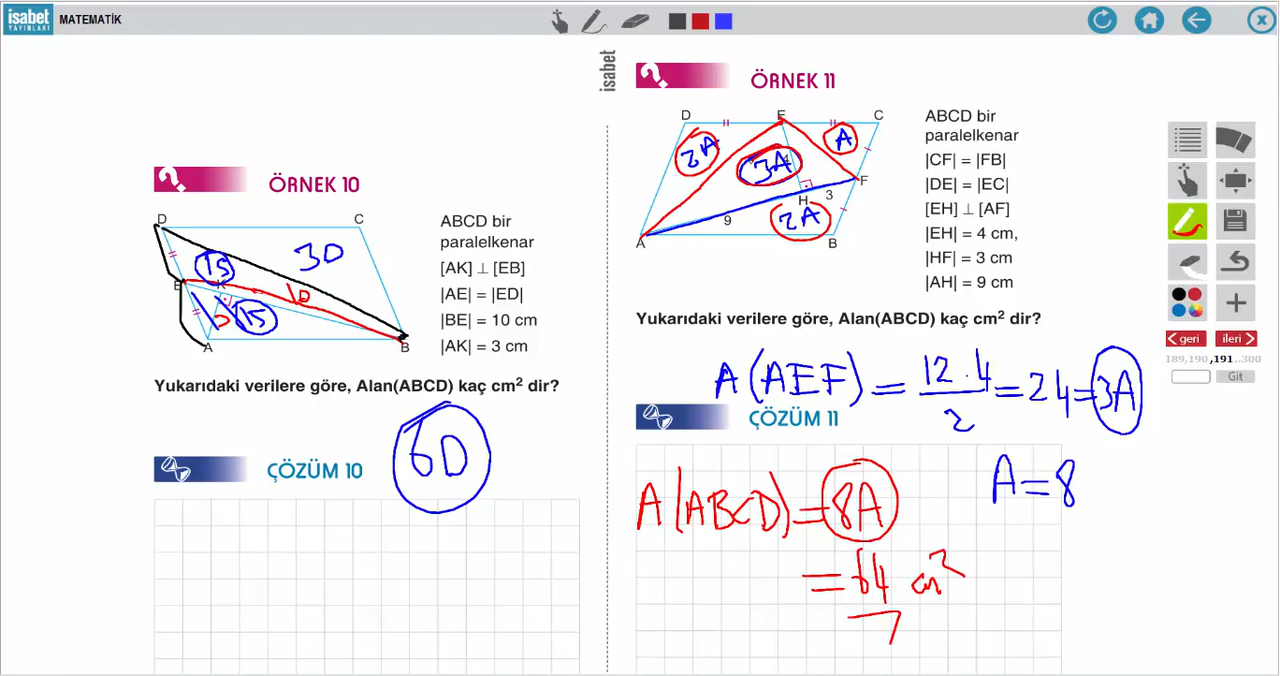 isabet
YAYINLARI
MATEMATİK
isabet
ÖRNEK 10
D
C
E
K
A
B
15
30
10
15
ABCD bir
paralelkenar
[AK] ⊥ [EB]
|AE| = |ED|
|BE| = 10 cm
|AK| = 3 cm
Yukarıdaki verilere göre, Alan(ABCD) kaç cm² dir?
60
ÇÖZÜM 10
ÖRNEK 11
D
E
C
2A
3A
A
4
F
H
3
9
2A
A
B
ABCD bir
paralelkenar
|CF| = |FB|
|DE| = |EC|
[EH] ⊥ [AF]
|EH| = 4 cm,
|HF| = 3 cm
|AH| = 9 cm
Yukarıdaki verilere göre, Alan(ABCD) kaç cm² dir?
A(AEF) = 12.4/2 = 24 = 3A
ÇÖZÜM 11
A = 8
A(ABCD) = 8A
= 64 cm²
geri
ileri
189,190,191...300
Git